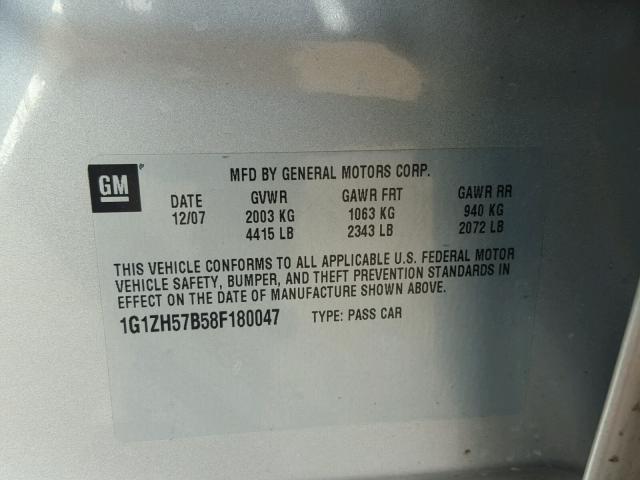 GM
MFD BY GENERAL MOTORS CORP.
DATE GVWR GAWR FRT GAWR RR
12/07 2003 KG 1063 KG 940 KG
4415 LB 2343 LB 2072 LB
THIS VEHICLE CONFORMS TO ALL APPLICABLE U.S. FEDERAL MOTOR
VEHICLE SAFETY, BUMPER, AND THEFT PREVENTION STANDARDS IN
EFFECT ON THE DATE OF MANUFACTURE SHOWN ABOVE.
1G1ZH57B58F180047 TYPE: PASS CAR